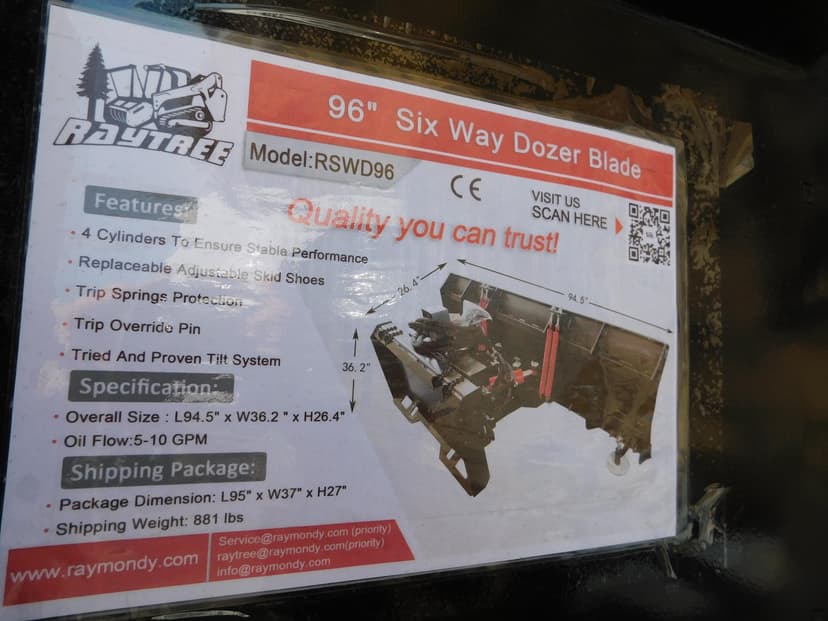 RAYTREE
96" Six Way Dozer Blade
Model:RSWD96
CE
VISIT US
SCAN HERE
Quality you can trust!
Features:
• 4 Cylinders To Ensure Stable Performance
• Replaceable Adjustable Skid Shoes
• Trip Springs Protection
• Trip Override Pin
• Tried And Proven Tilt System
26.4"
94.5"
36.2"
Specification:
• Overall Size : L94.5" x W36.2 " x H26.4"
• Oil Flow:5-10 GPM
Shipping Package:
• Package Dimension: L95" x W37" x H27"
• Shipping Weight: 881 lbs
www.raymondy.com
Service@raymondy.com (priority)
raytree@raymondy.com(priority)
info@raymondy.com